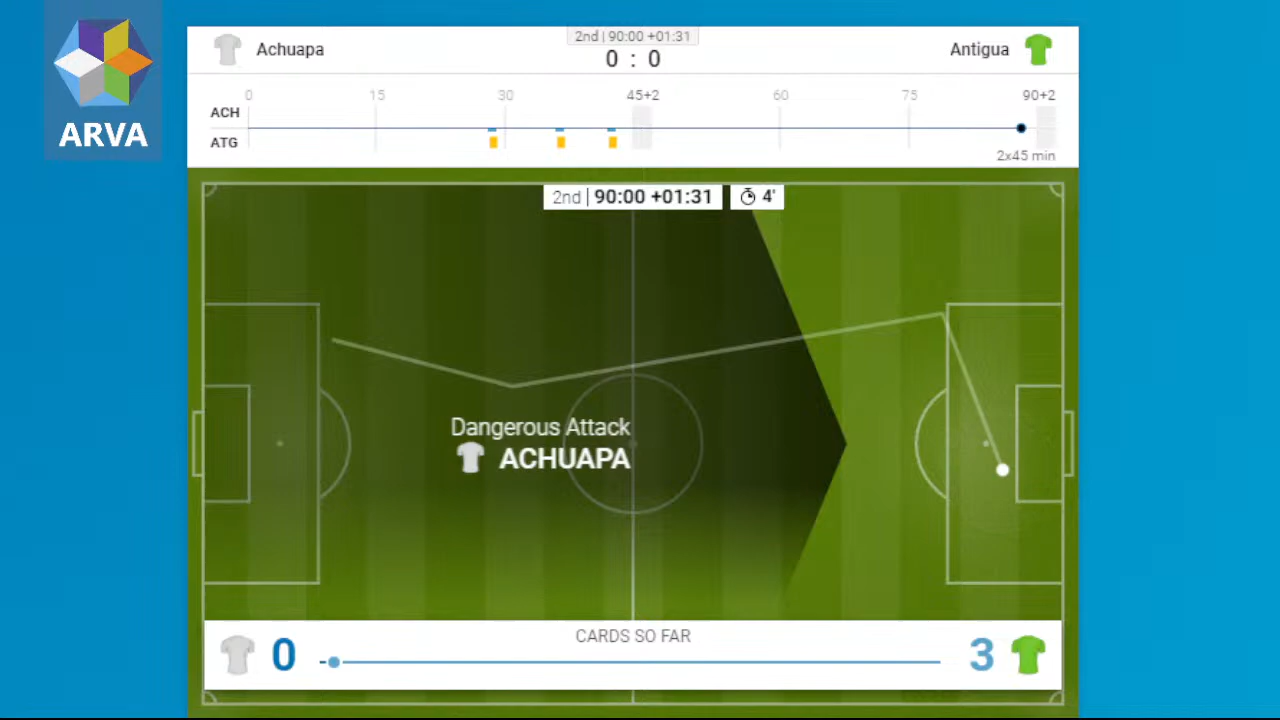 ARVA
Achuapa
2nd | 90:00 +01:31
0 : 0
Antigua
0 15 30 45+2 60 75 90+2
ACH
ATG
2x45 min
2nd | 90:00 +01:31
4'
Dangerous Attack
ACHUAPA
CARDS SO FAR
0 3